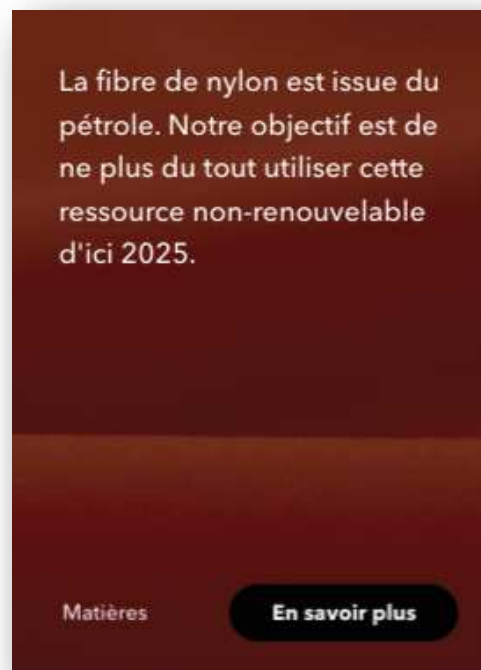 La fibre de nylon est issue du
pétrole. Notre objectif est de
ne plus du tout utiliser cette
ressource non-renouvelable
d'ici 2025.
Matières
En savoir plus